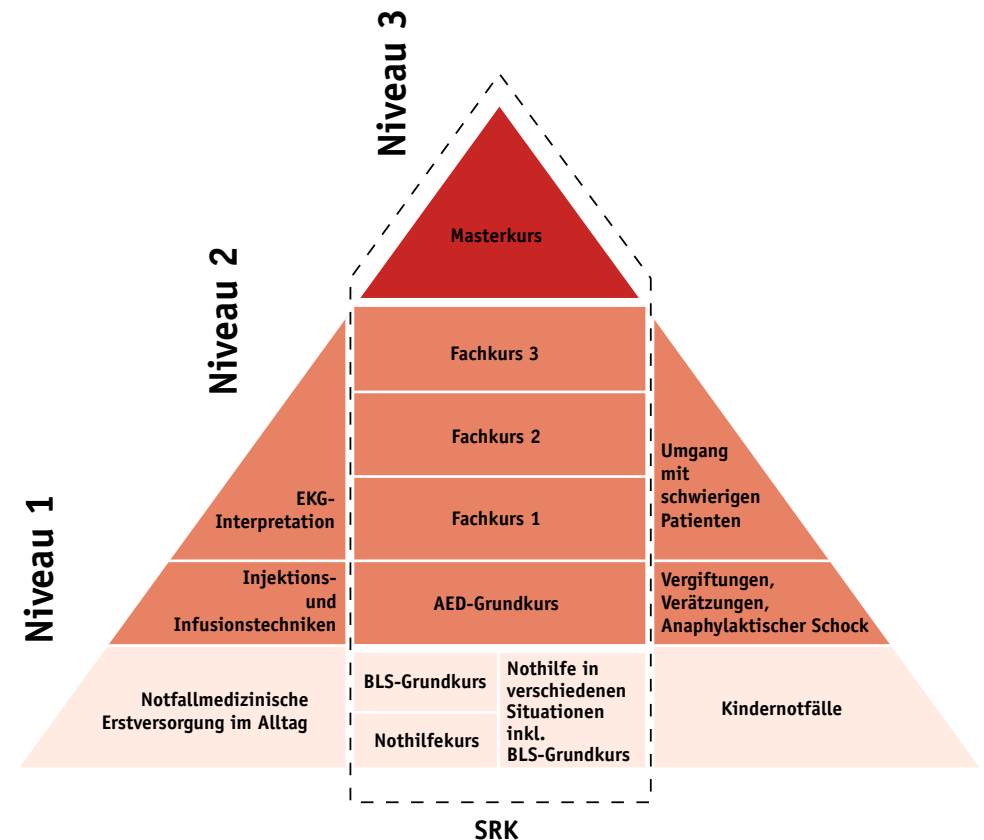 Niveau 3
Masterkurs
Niveau 2
Fachkurs 3
Fachkurs 2
Fachkurs 1
EKG-
Interpretation
Umgang
mit
schwierigen
Patienten
Niveau 1
Injektions-
und
Infusionstechniken
AED-Grundkurs
Vergiftungen,
Verätzungen,
Anaphylaktischer Schock
Notfallmedizinische
Erstversorgung im Alltag
BLS-Grundkurs
Nothilfekurs
Nothilfe in
verschiedenen
Situationen
inkl.
BLS-Grundkurs
Kindernotfälle
SRK